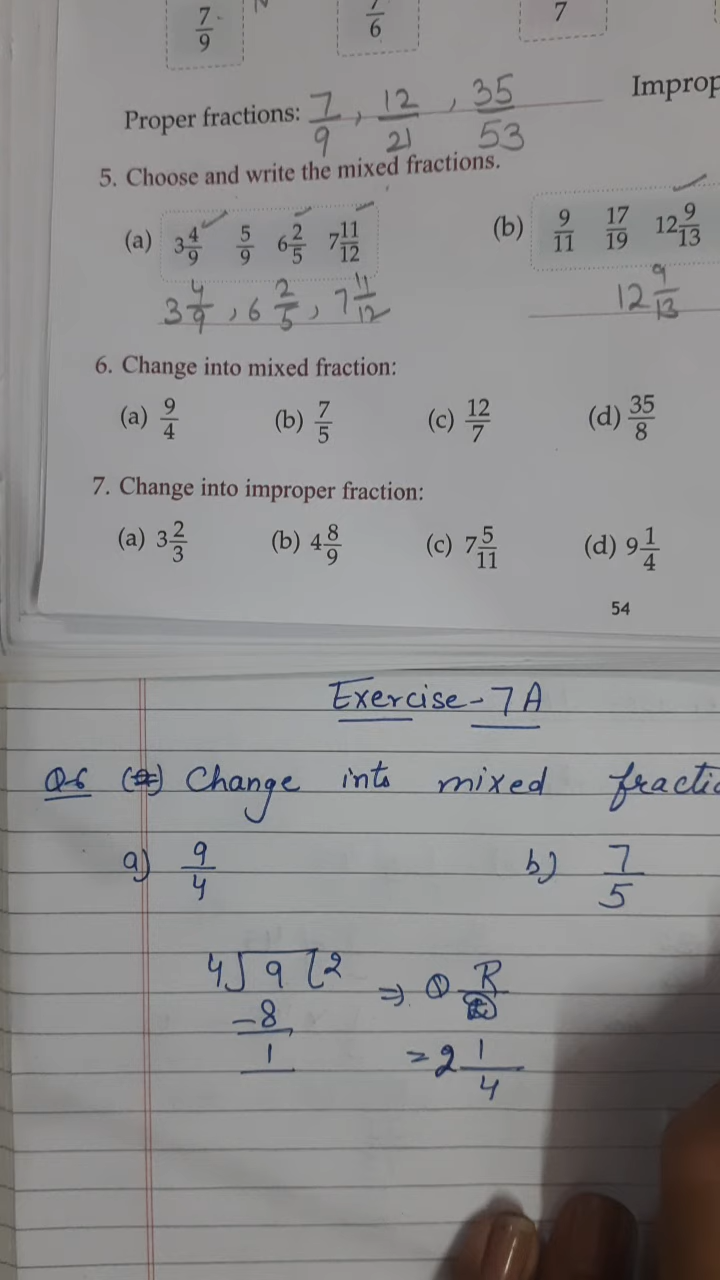 7/9 7/6 7
Proper fractions: 7/9, 12/21, 35/53 Improp
5. Choose and write the mixed fractions.
(a) 3 4/9 5/9 6 2/5 7 11/12 (b) 9/11 17/19 12 9/13
3 4/9, 6 2/5, 7 11/12 12 9/13
6. Change into mixed fraction:
(a) 9/4 (b) 7/5 (c) 12/7 (d) 35/8
7. Change into improper fraction:
(a) 3 2/3 (b) 4 8/9 (c) 7 5/11 (d) 9 1/4
54
Exercise-7A
Q-6 Change into mixed fractio
a) 9/4 b) 7/5
4 ) 9 ( 2 ⇒ Q R/
-8
1 = 2 1/4